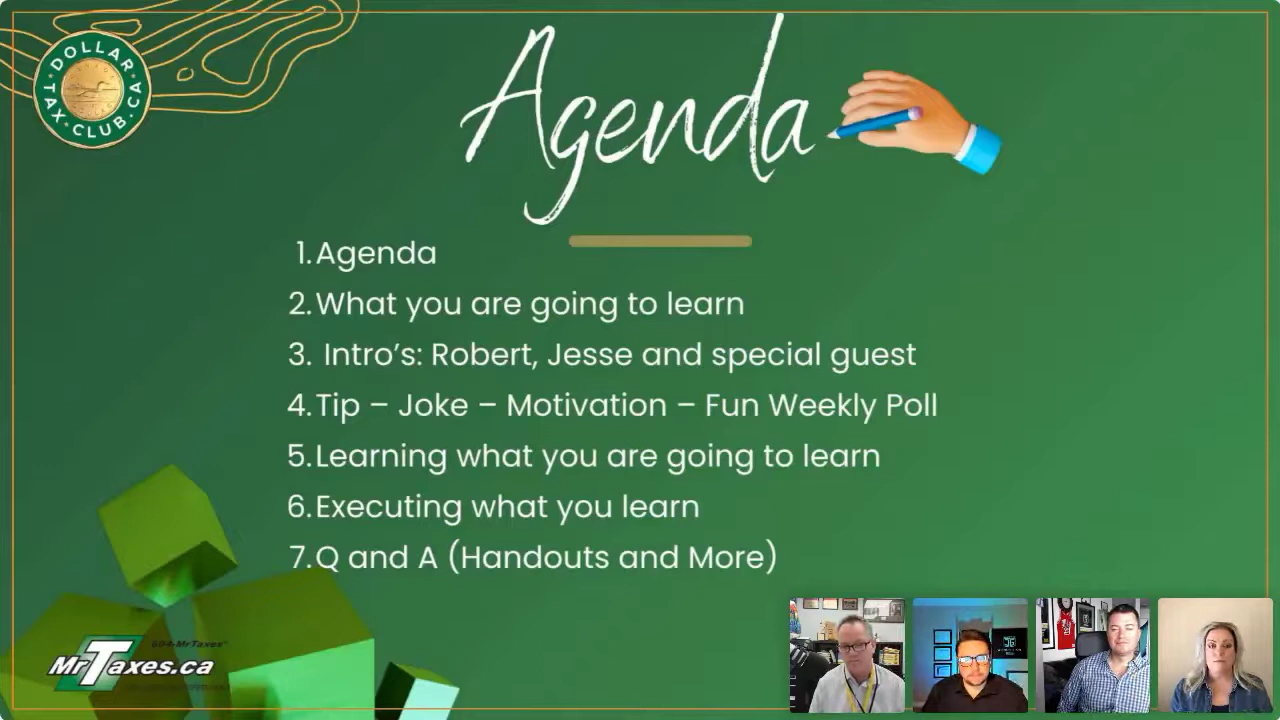 DOLLAR
TAX CLUB.CA
Agenda
1. Agenda
2. What you are going to learn
3. Intro’s: Robert, Jesse and special guest
4. Tip – Joke – Motivation – Fun Weekly Poll
5. Learning what you are going to learn
6. Executing what you learn
7. Q and A (Handouts and More)
604-MrTaxes
MrTaxes.ca